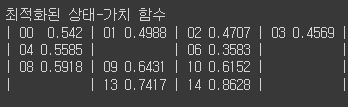 최적화된 상태-가치 함수
| 00  0.542 | 01 0.4988 | 02 0.4707 | 03 0.4569 |
| 04 0.5585 |           | 06 0.3583 |           |
| 08 0.5918 | 09 0.6431 | 10 0.6152 |           |
|           | 13 0.7417 | 14 0.8628 |           |